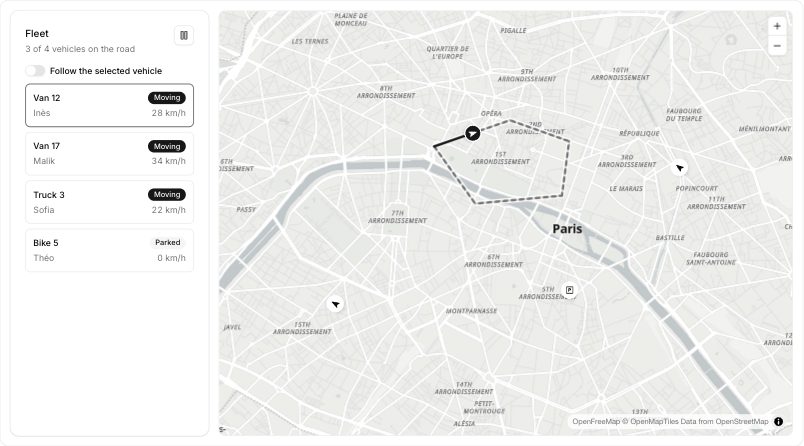 Fleet
3 of 4 vehicles on the road
Follow the selected vehicle
Van 12
Moving
Inès
28 km/h
Van 17
Moving
Malik
34 km/h
Truck 3
Moving
Sofia
22 km/h
Bike 5
Parked
Théo
0 km/h
PLAINE DE
MONCEAU
PIGALLE
LES TERNES
QUARTIER DE
L'EUROPE
9TH
ARRONDISSEMENT
10TH
ARRONDISSEMENT
8TH
ARRONDISSEMENT
OPÉRA
2ND
ARRONDISSEMENT
FAUBOURG
DU TEMPLE
RÉPUBLIQUE
MÉNILMONTANT
1ST
ARRONDISSEMENT
3RD
ARRONDISSEMENT
6TH
DISSEMENT
LE MARAIS
POPINCOURT
11TH
ARRONDISSEMENT
PASSY
7TH
ARRONDISSEMENT
Paris
BASTILLE
6TH
ARRONDISSEMENT
FAUBOURG
SAINT-ANTOINE
5TH
ARRONDISSEMENT
MONTPARNASSE
JAVEL
15TH
ARRONDISSEMENT
14TH
ARRONDISSEMENT
PETIT-
MONTROUGE
ALÉSIA
13TH
OpenFreeMap © OpenMapTiles Data from OpenStreetMap